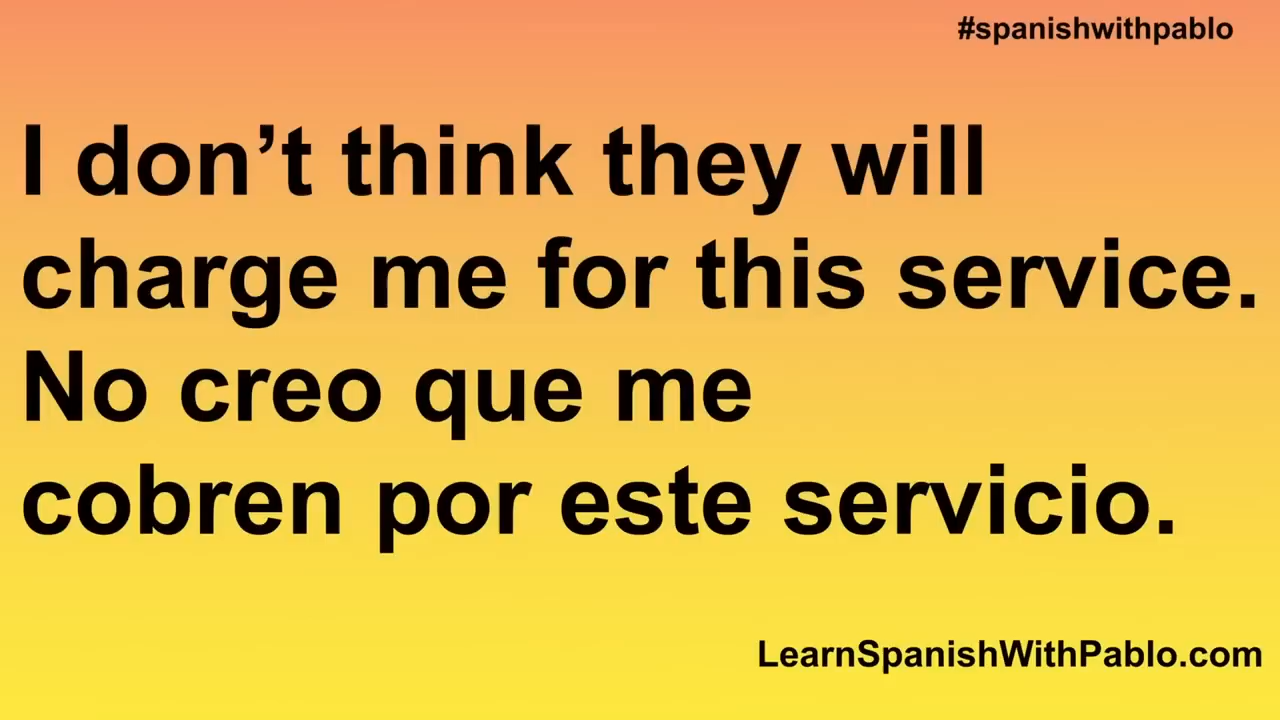 #spanishwithpablo
I don’t think they will
charge me for this service.
No creo que me
cobren por este servicio.
LearnSpanishWithPablo.com